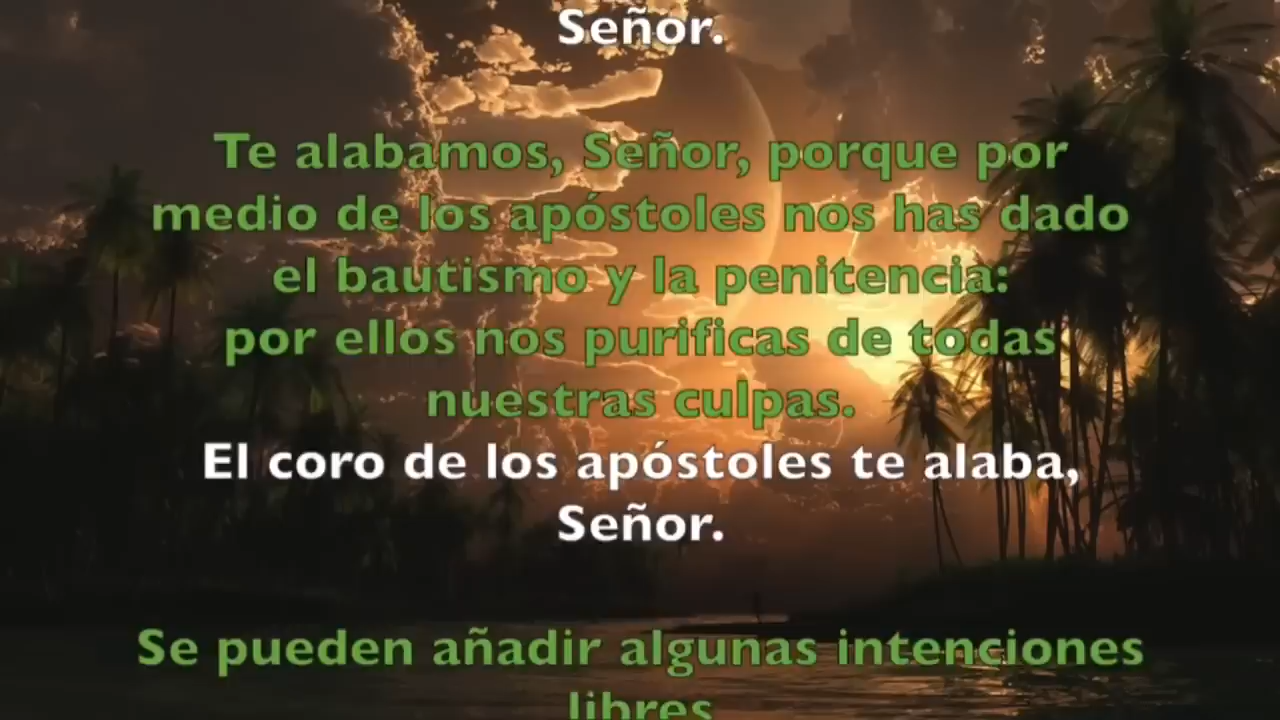 Señor.
Te alabamos, Señor, porque por
medio de los apóstoles nos has dado
el bautismo y la penitencia:
por ellos nos purificas de todas
nuestras culpas.
El coro de los apóstoles te alaba,
Señor.
Se pueden añadir algunas intenciones
libres